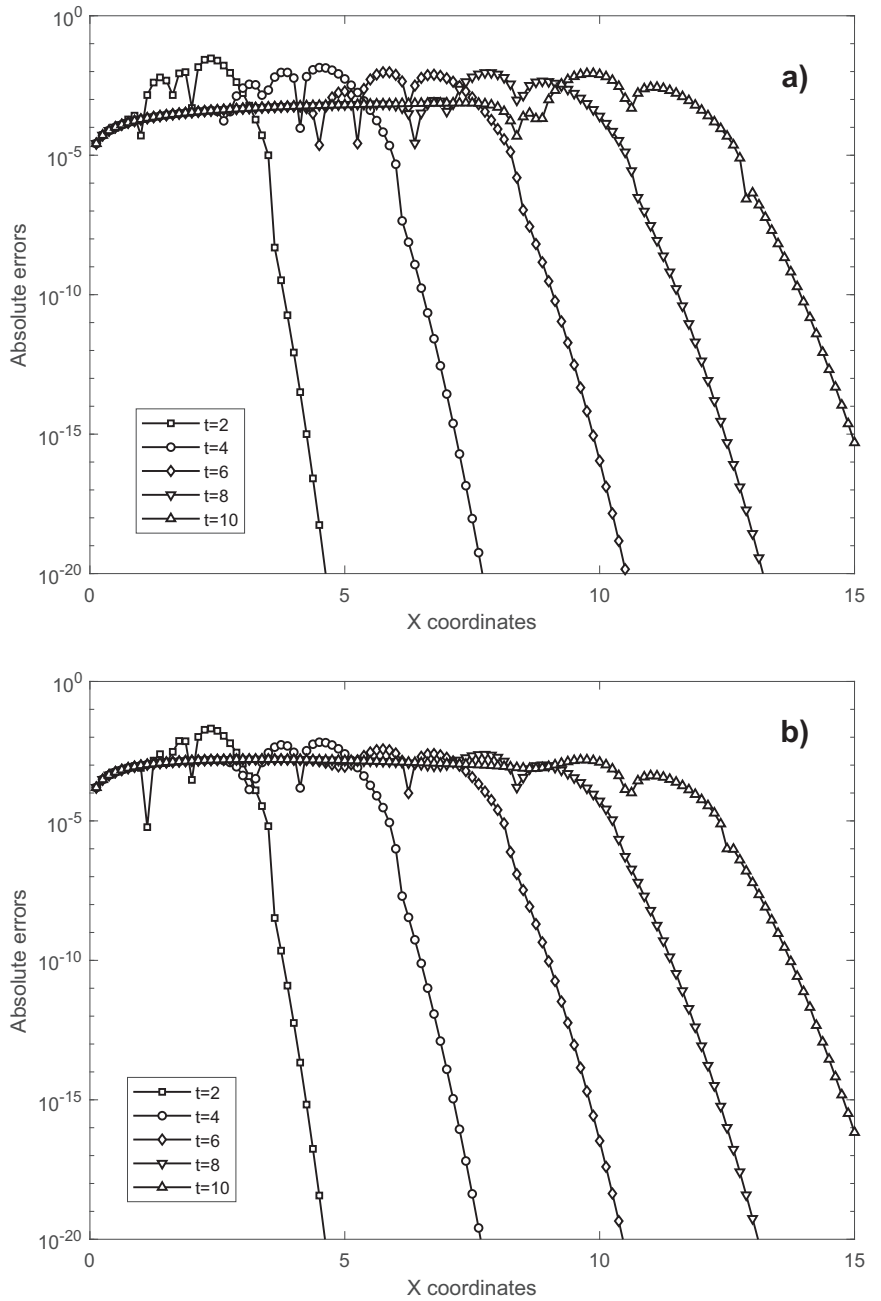 a)
10^0
10^-5
10^-10
10^-15
10^-20
Absolute errors
t=2
t=4
t=6
t=8
t=10
0
5
10
15
X coordinates
b)
10^0
10^-5
10^-10
10^-15
10^-20
Absolute errors
t=2
t=4
t=6
t=8
t=10
0
5
10
15
X coordinates